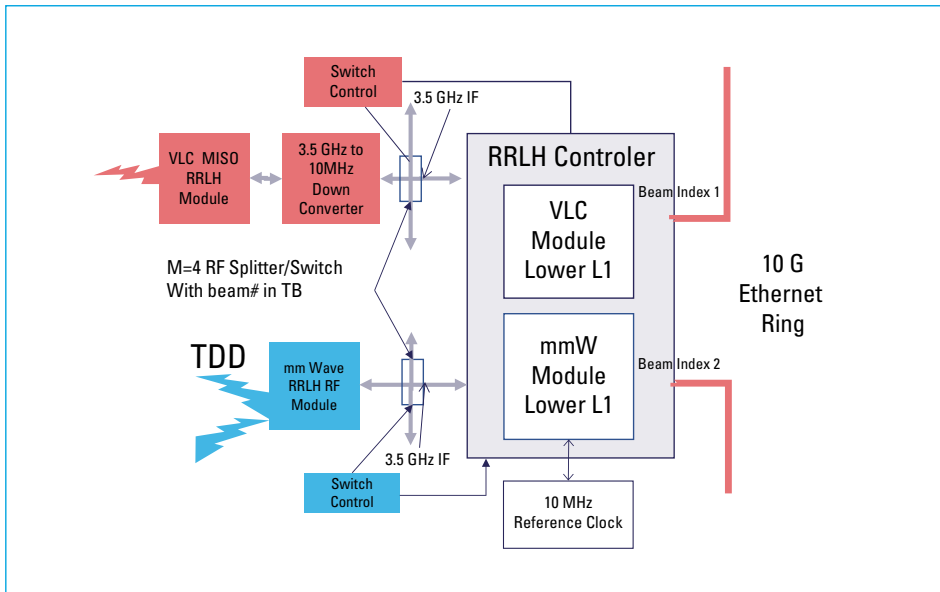 Switch
Control
3.5 GHz IF
VLC MISO
RRLH
Module
3.5 GHz to
10MHz
Down
Converter
RRLH Controler
Beam Index 1
VLC
Module
Lower L1
M=4 RF Splitter/Switch
With beam# in TB
10 G
Ethernet
Ring
TDD
mm Wave
RRLH RF
Module
mmW
Module
Lower L1
Beam Index 2
3.5 GHz IF
Switch
Control
10 MHz
Reference Clock